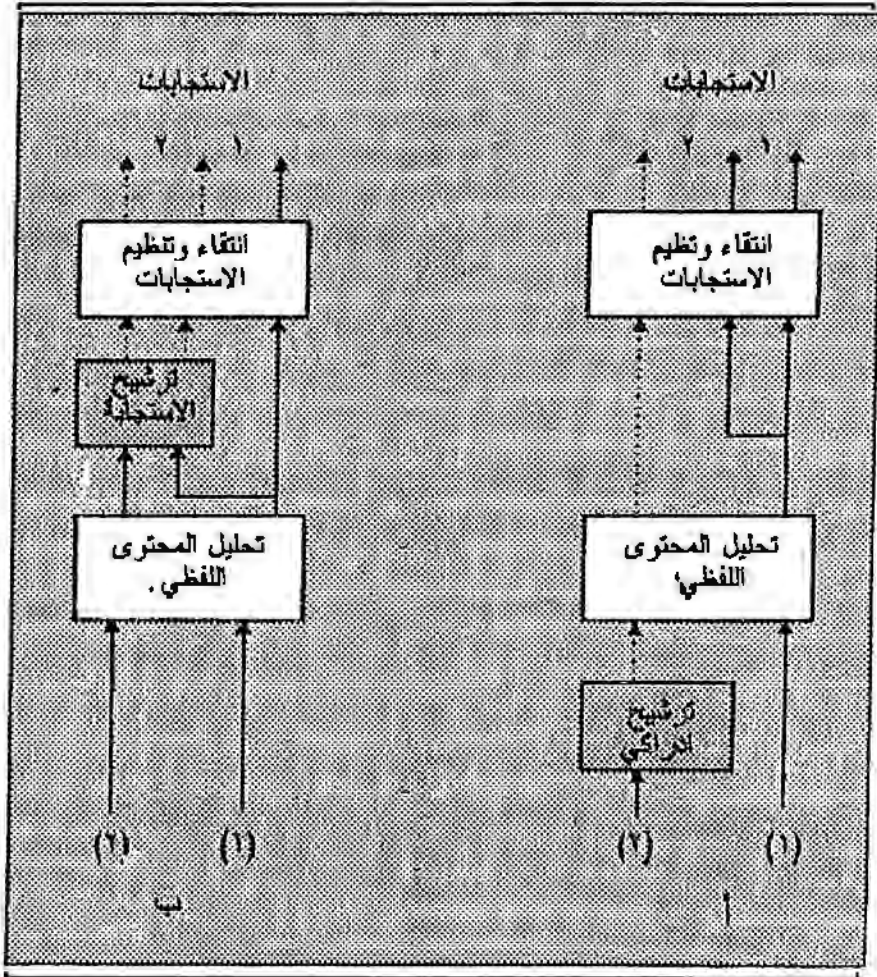 الاستجابات
١
٢
انتقاء وتنظيم
الاستجابات
تحليل المحتوى
اللفظي
ترشيح
ادراكي
(١)
(٢)
أ
الاستجابات
١
٢
انتقاء وتنظيم
الاستجابات
ترشيح
الاستجابة
تحليل المحتوى
اللفظي .
(١)
(٢)
ب